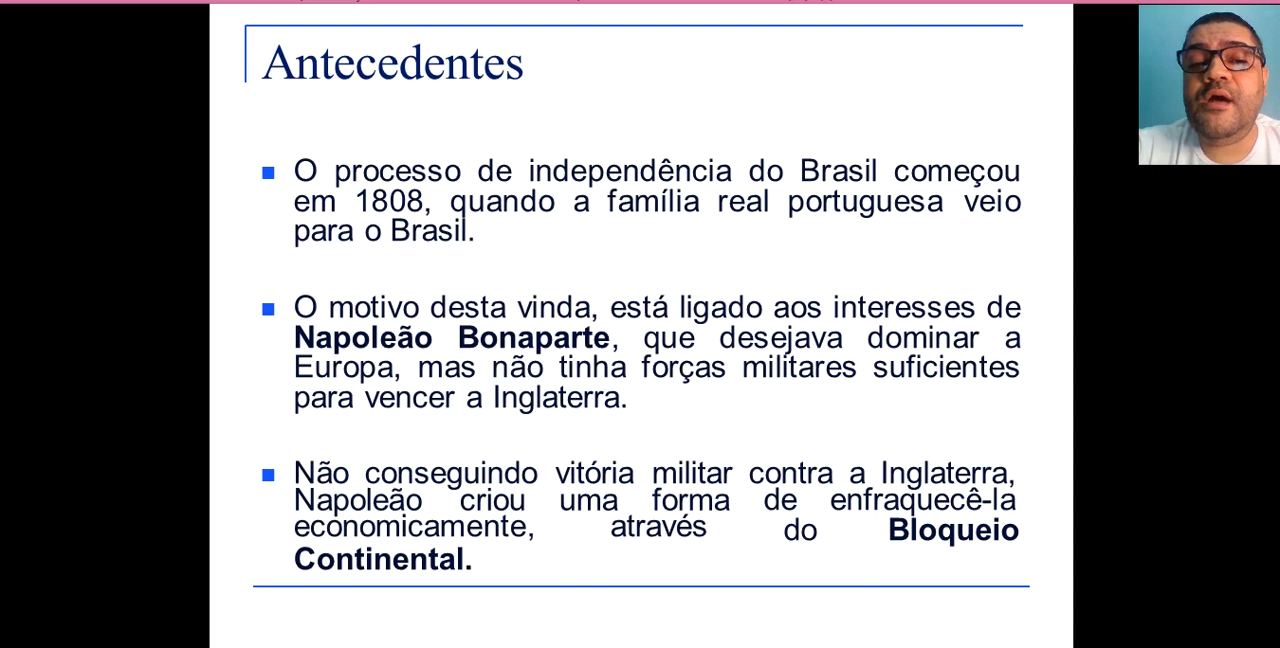 Antecedentes
O processo de independência do Brasil começou
em 1808, quando a família real portuguesa veio
para o Brasil.
O motivo desta vinda, está ligado aos interesses de
Napoleão Bonaparte, que desejava dominar a
Europa, mas não tinha forças militares suficientes
para vencer a Inglaterra.
Não conseguindo vitória militar contra a Inglaterra,
Napoleão criou uma forma de enfraquecê-la
economicamente, através do Bloqueio
Continental.